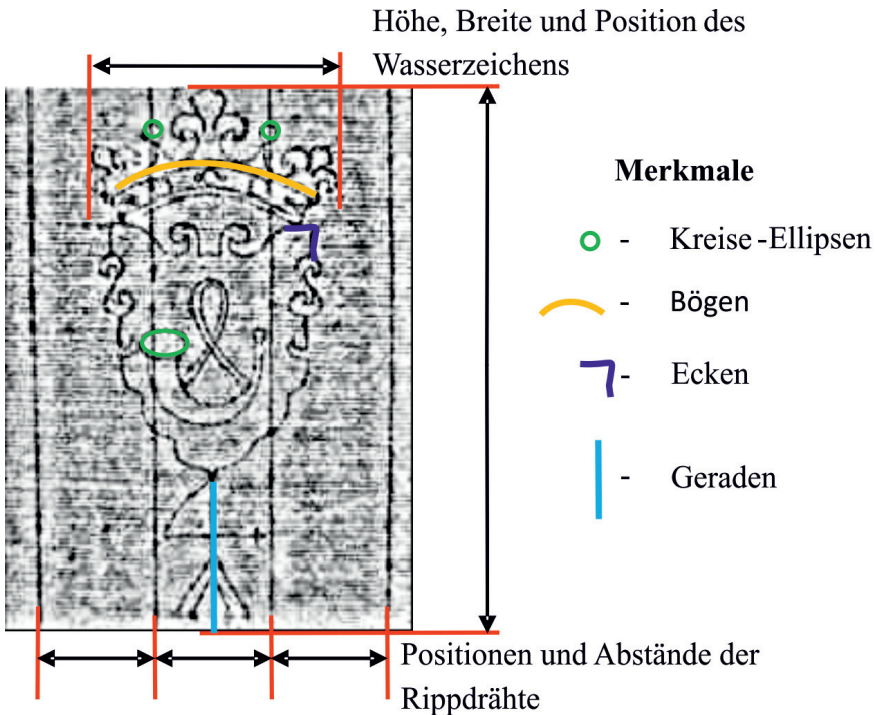 Höhe, Breite und Position des
Wasserzeichens
Merkmale
- Kreise-Ellipsen
- Bögen
- Ecken
- Geraden
Positionen und Abstände der
Rippdrähte